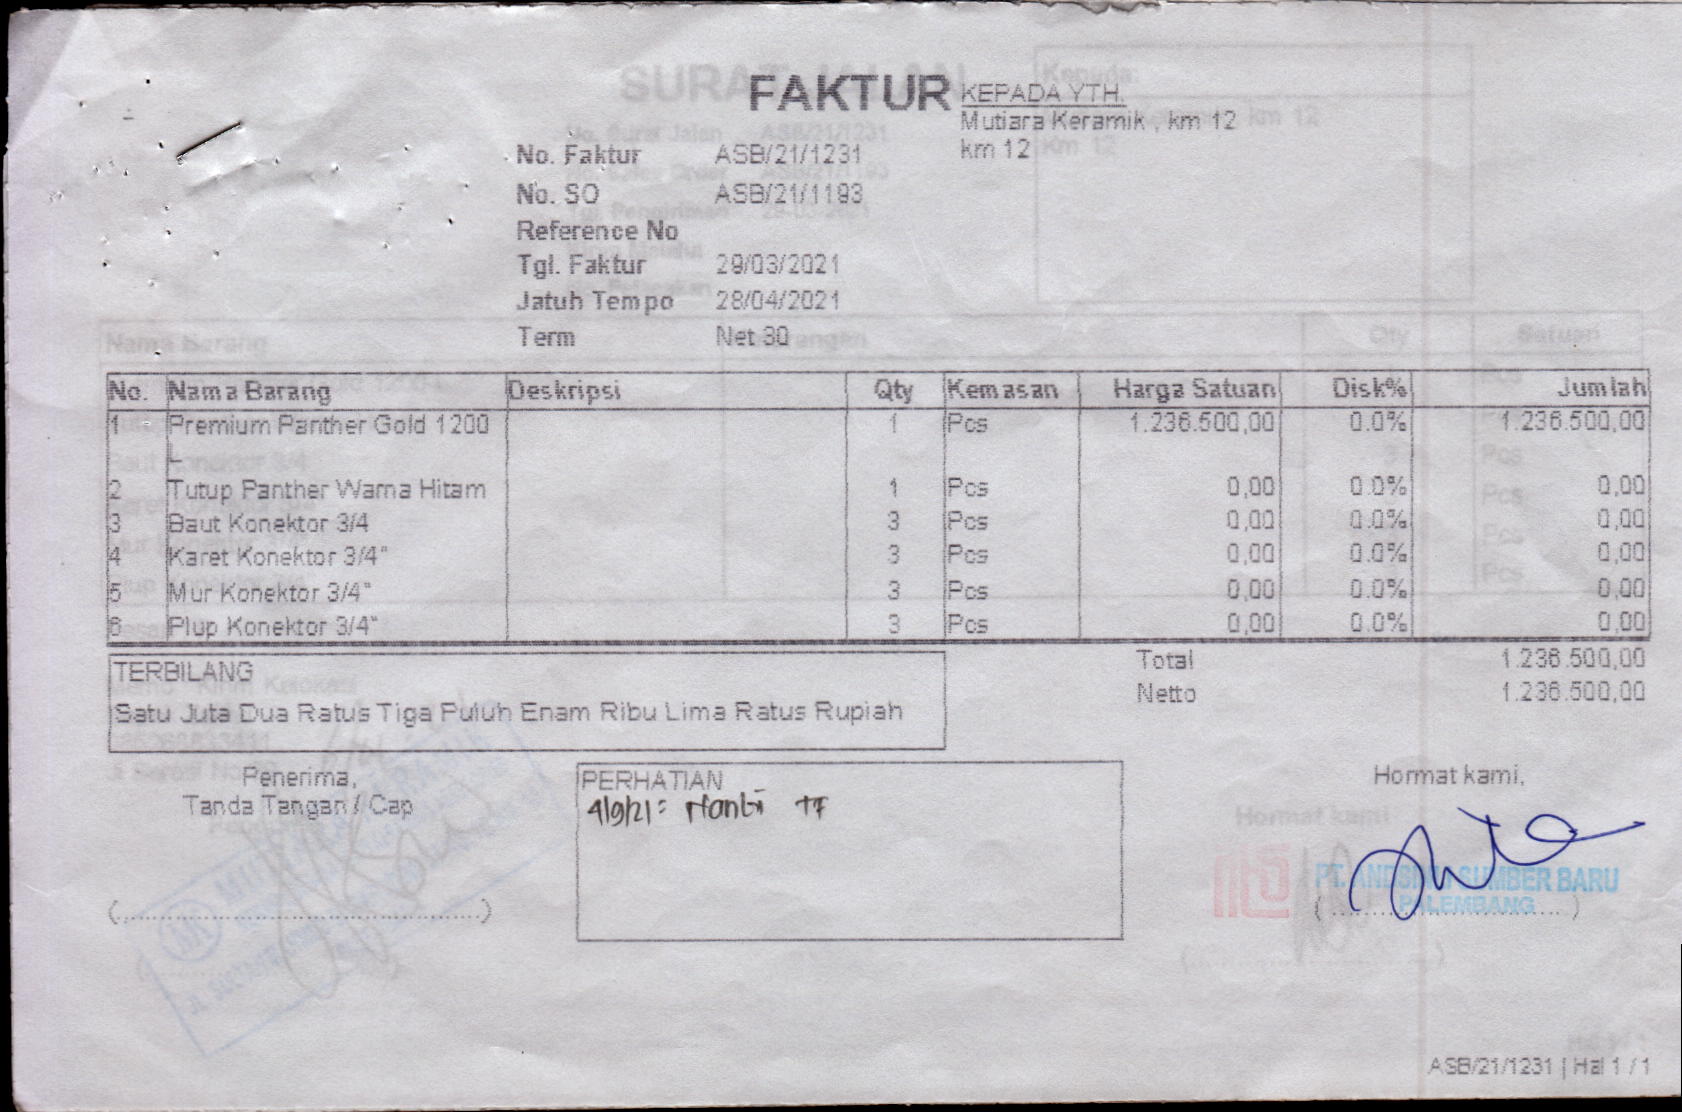 FAKTUR
KEPADA YTH.
Mutiara Keramik , km 12
km 12
No. Faktur ASB/21/1231
No. SO ASB/21/1193
Reference No
Tgl. Faktur 29/03/2021
Jatuh Tempo 28/04/2021
Term Net 30
No. Nama Barang Deskripsi Qty Kemasan Harga Satuan Disk% Jumlah
1 Premium Panther Gold 1200 1 Pcs 1.236.500,00 0.0% 1.236.500,00
L
2 Tutup Panther Warna Hitam 1 Pcs 0,00 0.0% 0,00
3 Baut Konektor 3/4 3 Pcs 0,00 0.0% 0,00
4 Karet Konektor 3/4" 3 Pcs 0,00 0.0% 0,00
5 Mur Konektor 3/4" 3 Pcs 0,00 0.0% 0,00
6 Plup Konektor 3/4" 3 Pcs 0,00 0.0% 0,00
TERBILANG
Satu Juta Dua Ratus Tiga Puluh Enam Ribu Lima Ratus Rupiah
Total 1.236.500,00
Netto 1.236.500,00
Penerima,
Tanda Tangan / Cap
PERHATIAN
4/9/21: Nanti TF
Hormat kami,
SUMBER BARU
PALEMBANG
ASB/21/1231 | Hal 1 / 1